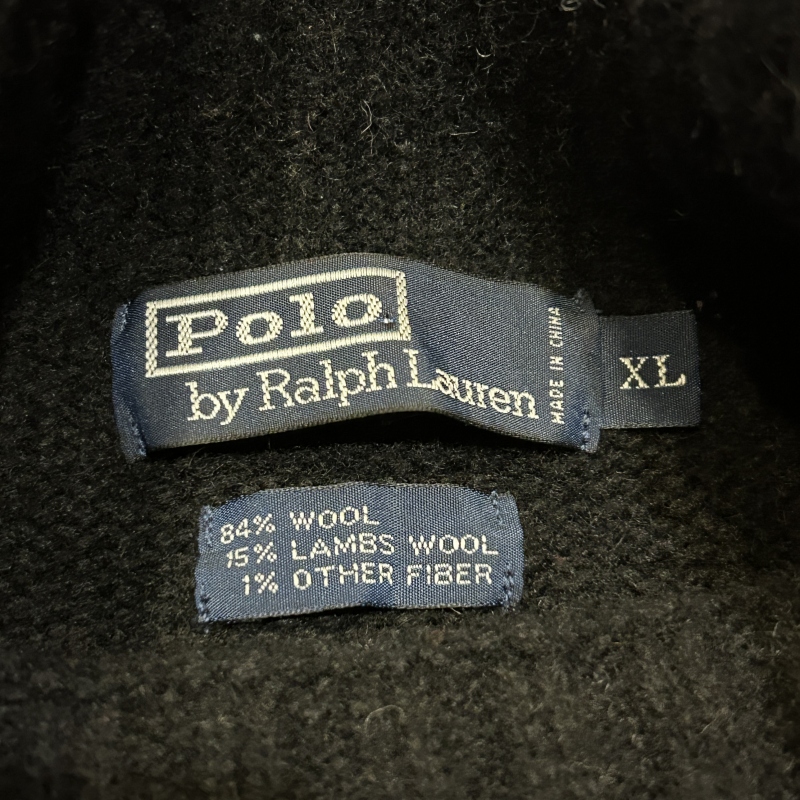 Polo
by Ralph Lauren
MADE IN CHINA
XL
84% WOOL
15% LAMBS WOOL
1% OTHER FIBER